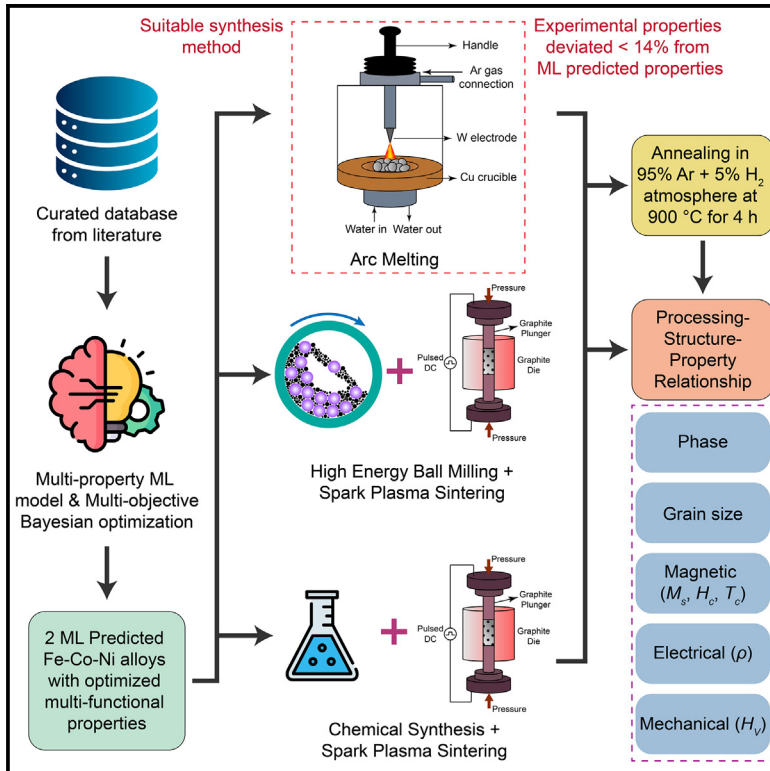 Suitable synthesis
method
Experimental properties
deviated < 14% from
ML predicted properties
Curated database
from literature
Multi-property ML
model & Multi-objective
Bayesian optimization
2 ML Predicted
Fe-Co-Ni alloys
with optimized
multi-functional
properties
Handle
Ar gas
connection
W electrode
Cu crucible
Water in
Water out
Arc Melting
Pressure
Graphite
Plunger
Pulsed
DC
Graphite
Die
Pressure
High Energy Ball Milling +
Spark Plasma Sintering
Pressure
Graphite
Plunger
Pulsed
DC
Graphite
Die
Pressure
Chemical Synthesis +
Spark Plasma Sintering
Annealing in
95% Ar + 5% H₂
atmosphere at
900 °C for 4 h
Processing-
Structure-
Property
Relationship
Phase
Grain size
Magnetic
(Mₛ, H꜀, T꜀)
Electrical (ρ)
Mechanical (Hᵥ)